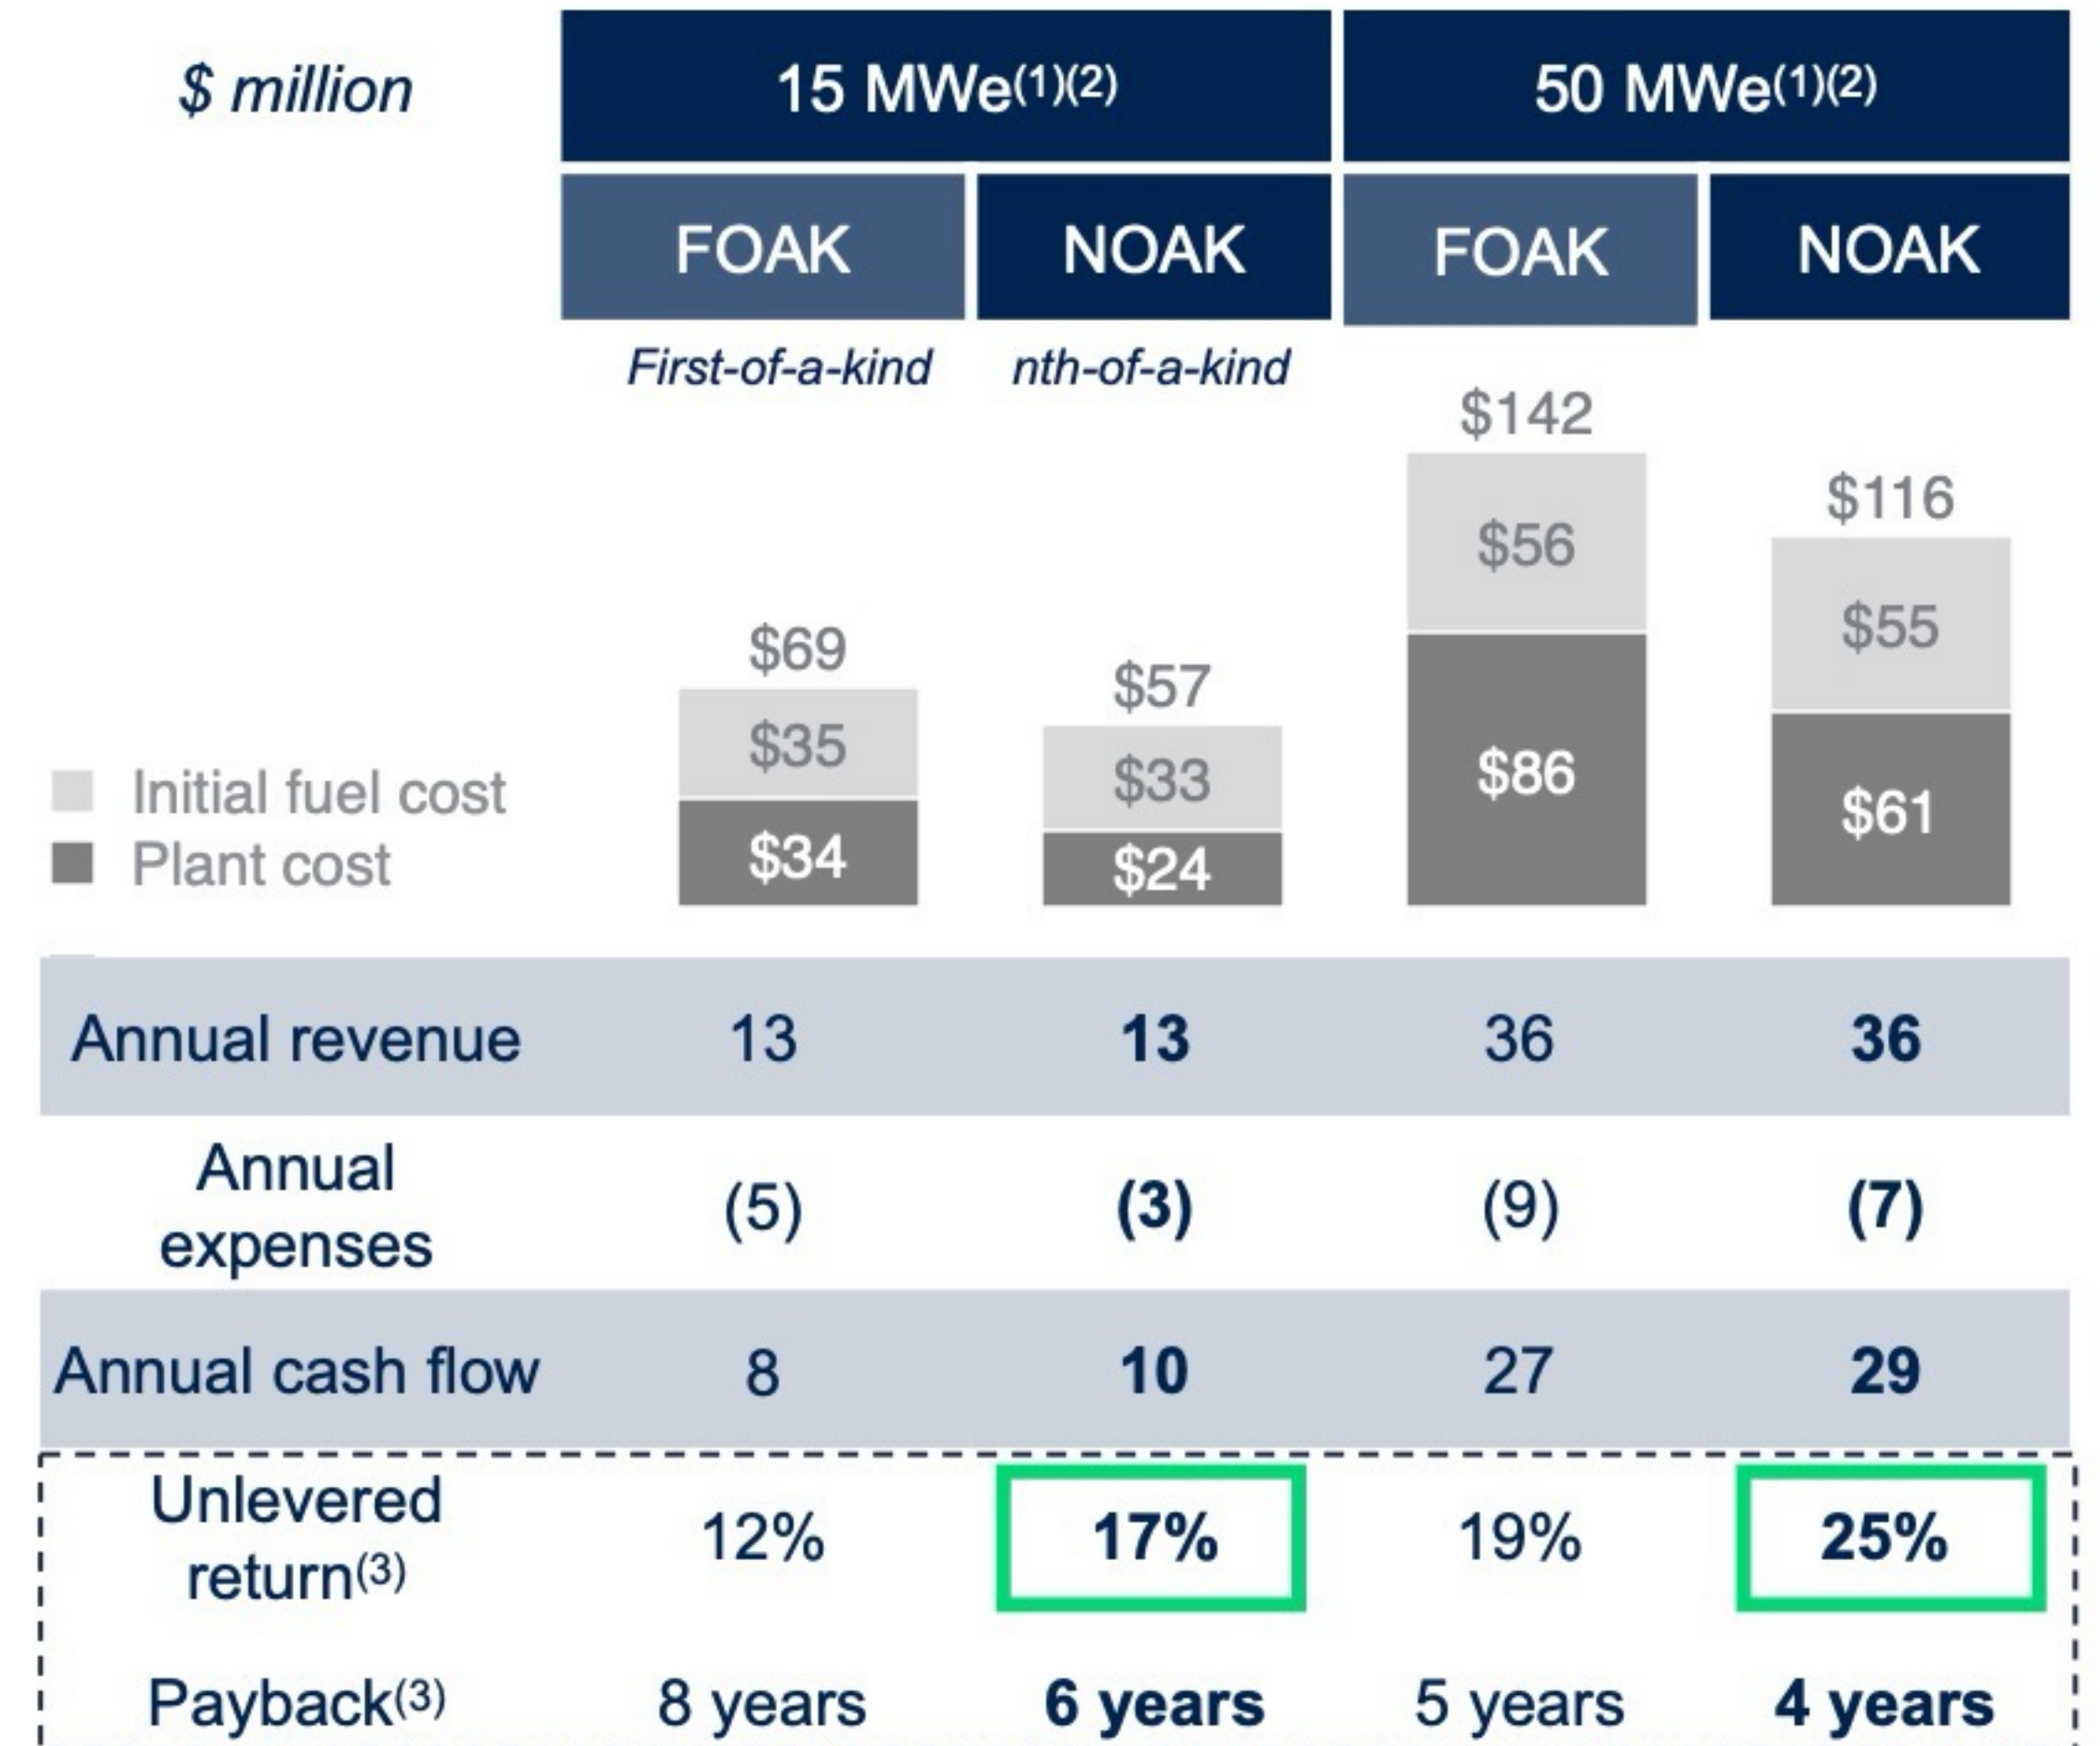 $ million 15 MWe(1)(2) 50 MWe(1)(2)
FOAK NOAK FOAK NOAK
First-of-a-kind nth-of-a-kind
$142
$116
$56
$69
$55
$57
$35
$33
$86
Initial fuel cost
$61
Plant cost
$34
$24
Annual revenue 13 13 36 36
Annual
expenses (5) (3) (9) (7)
Annual cash flow 8 10 27 29
Unlevered
return(3) 12% 17% 19% 25%
Payback(3) 8 years 6 years 5 years 4 years